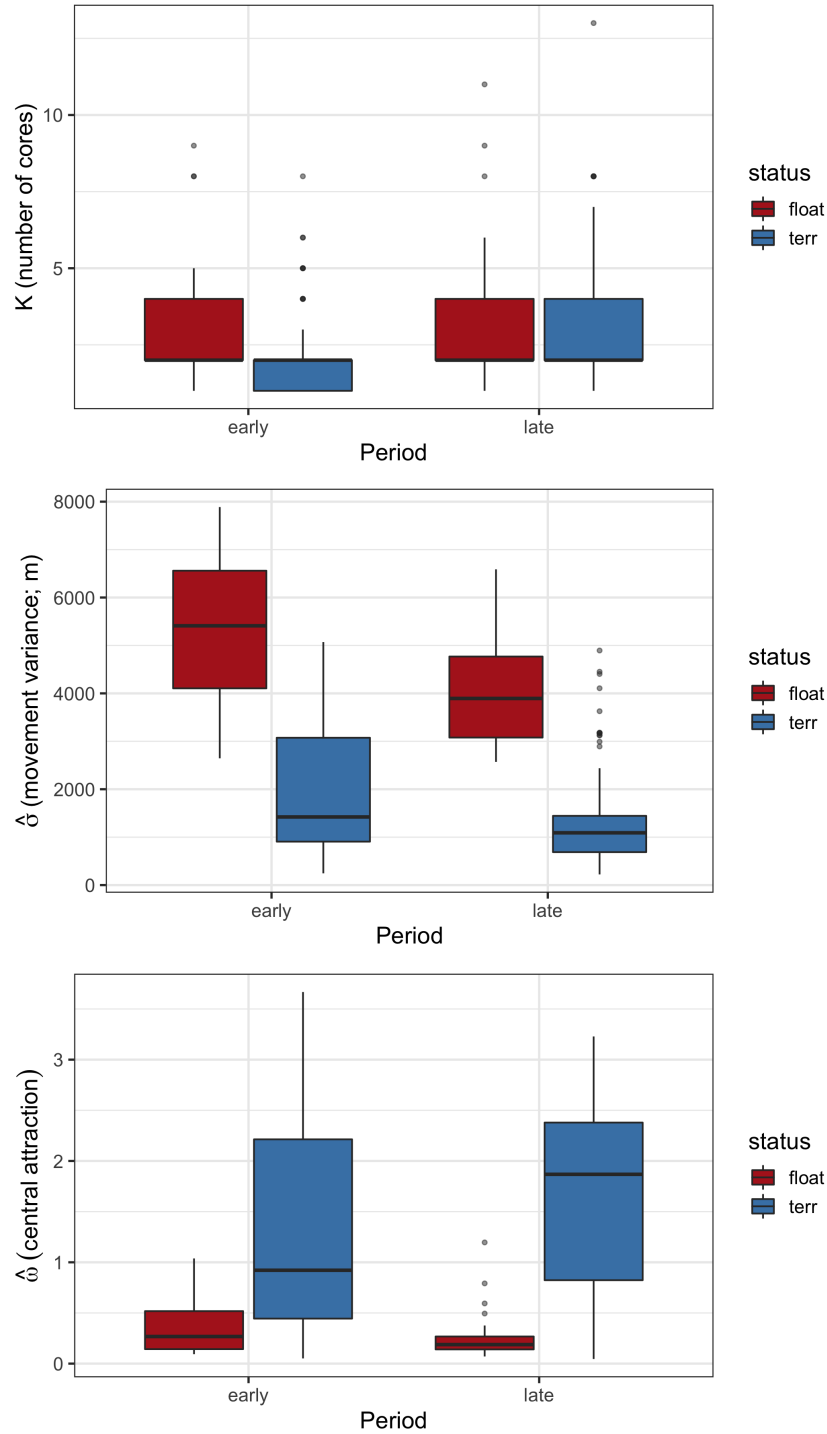 K (number of cores)
10
5
early
late
Period
status
float
terr
σ̂ (movement variance; m)
8000
6000
4000
2000
0
early
late
Period
status
float
terr
ω̂ (central attraction)
3
2
1
0
early
late
Period
status
float
terr